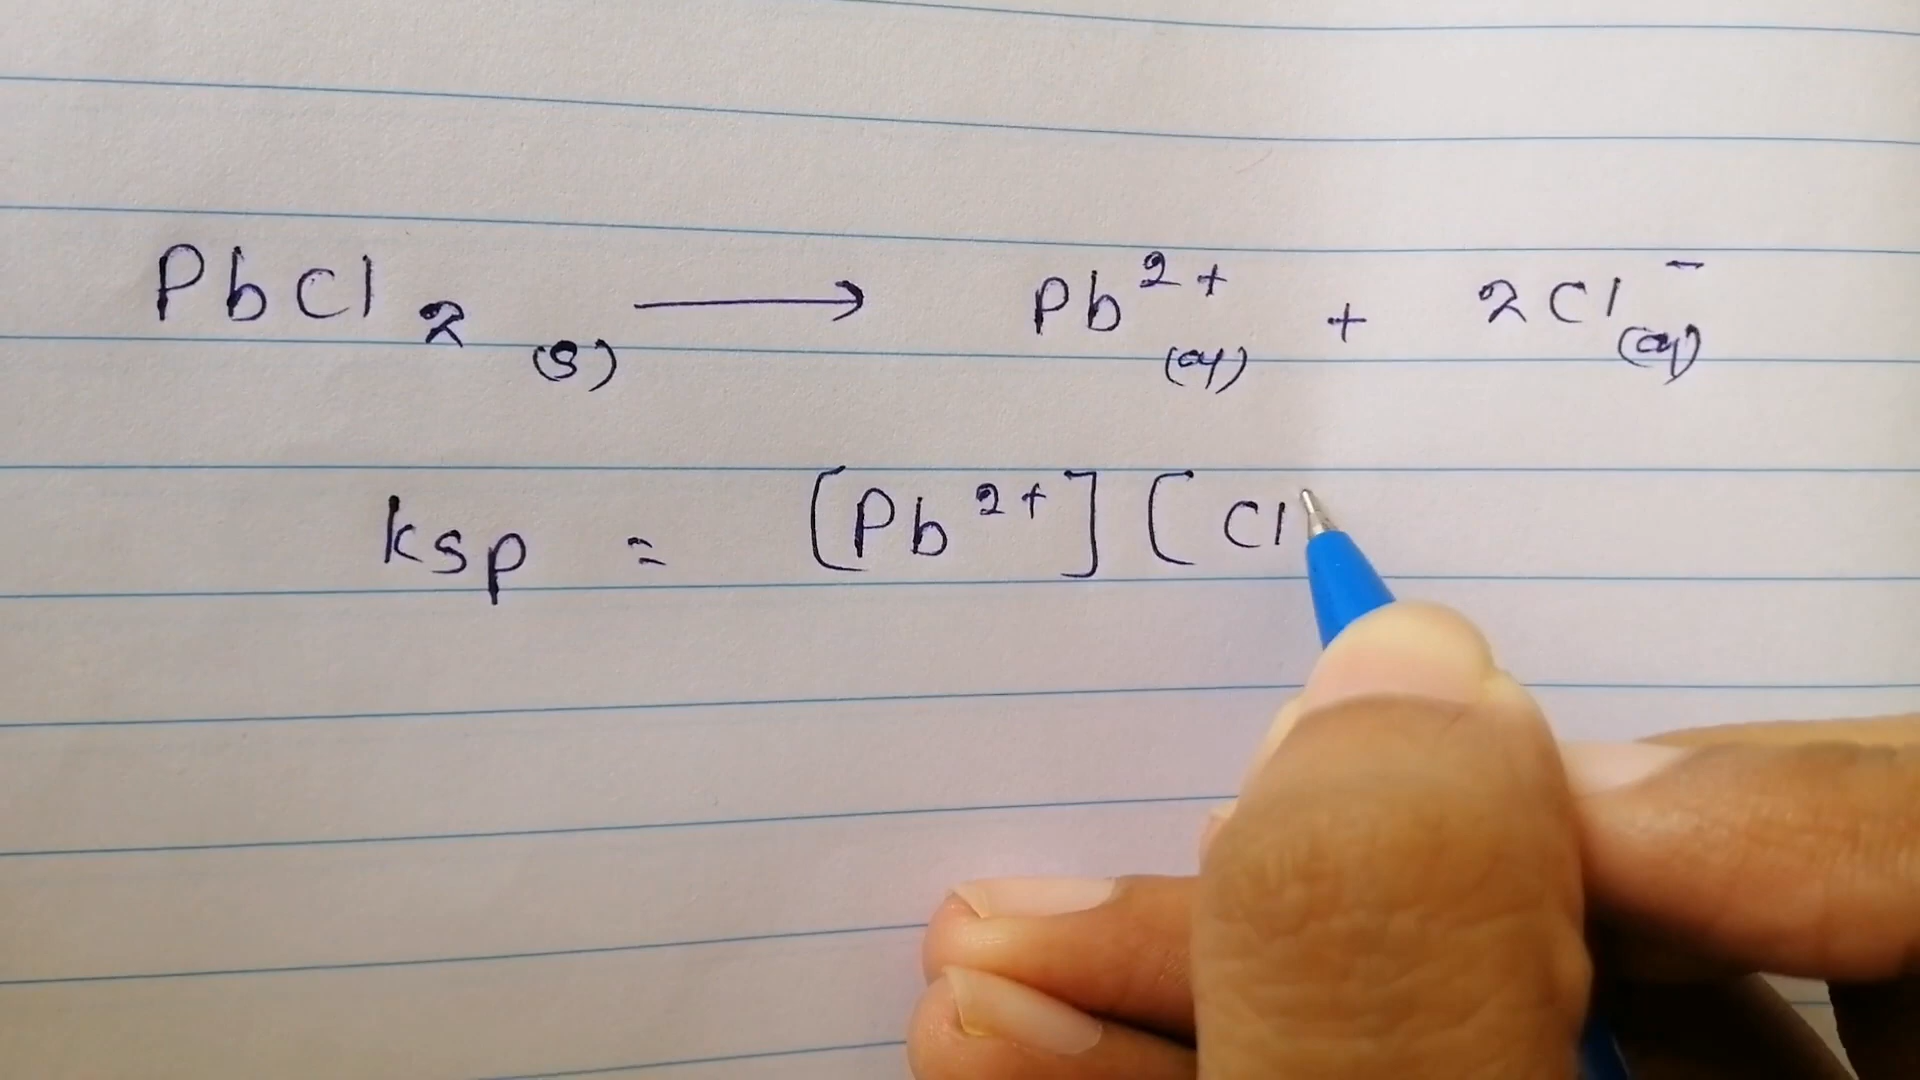 PbCl₂ (s) ⟶ Pb²⁺ (aq) + 2Cl⁻ (aq)
ksp = [Pb²⁺] [Cl